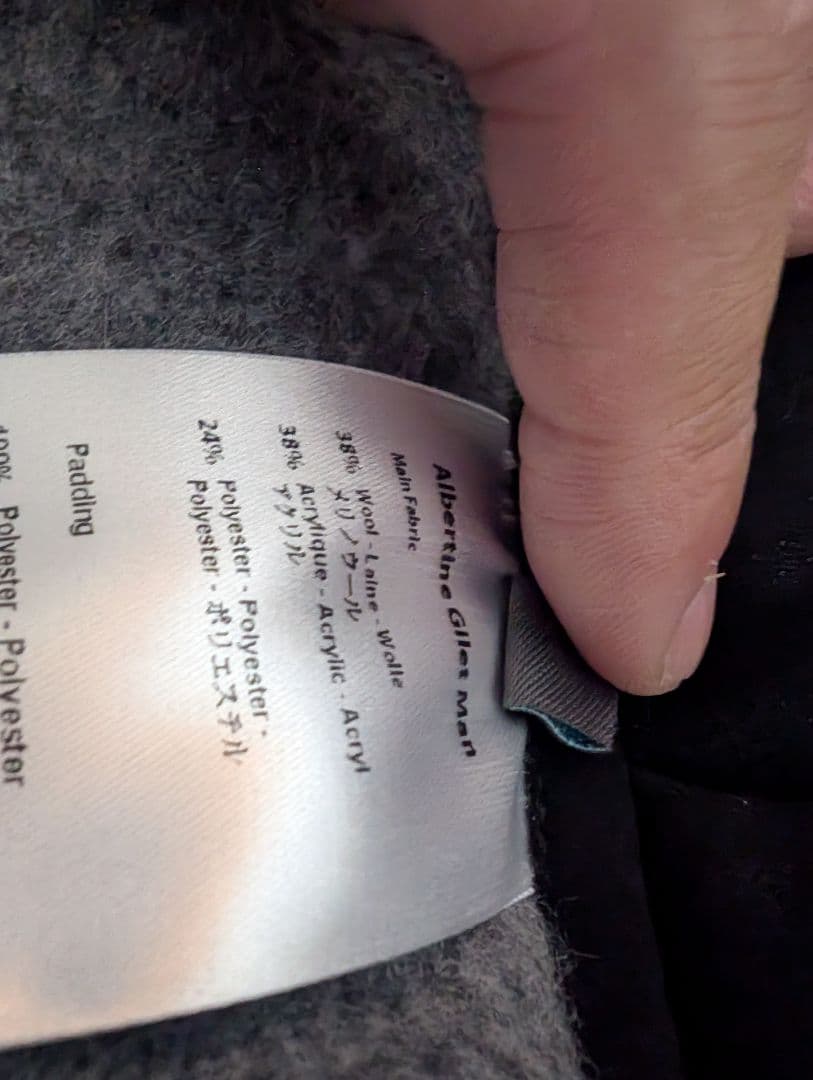 Albertine Gilet Man
Main Fabric
38% Wool - Laine - Wolle
メリノウール
38% Acrylique - Acrylic - Acryl
アクリル
24% Polyester - Polyester -
Polyester - ポリエステル
Padding
100% Polyester - Polyester